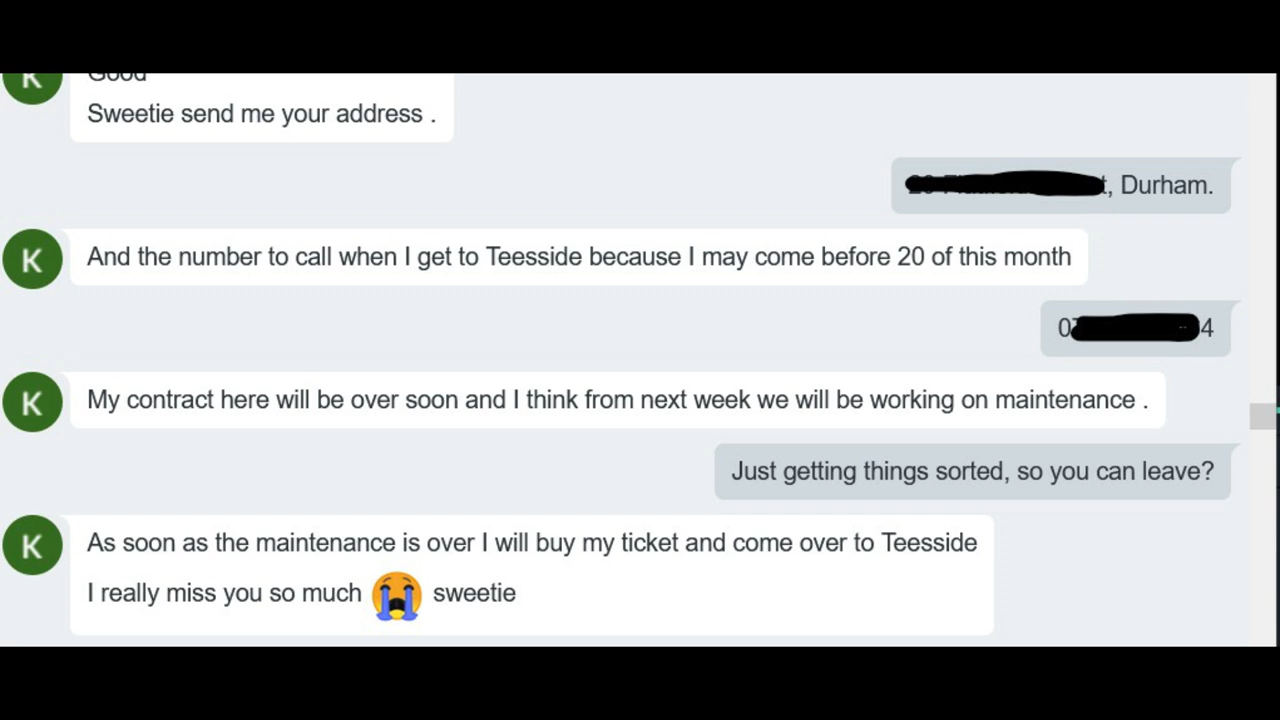 K
Good
Sweetie send me your address .
, Durham.
K
And the number to call when I get to Teesside because I may come before 20 of this month
0 4
K
My contract here will be over soon and I think from next week we will be working on maintenance .
Just getting things sorted, so you can leave?
K
As soon as the maintenance is over I will buy my ticket and come over to Teesside
I really miss you so much 😭 sweetie